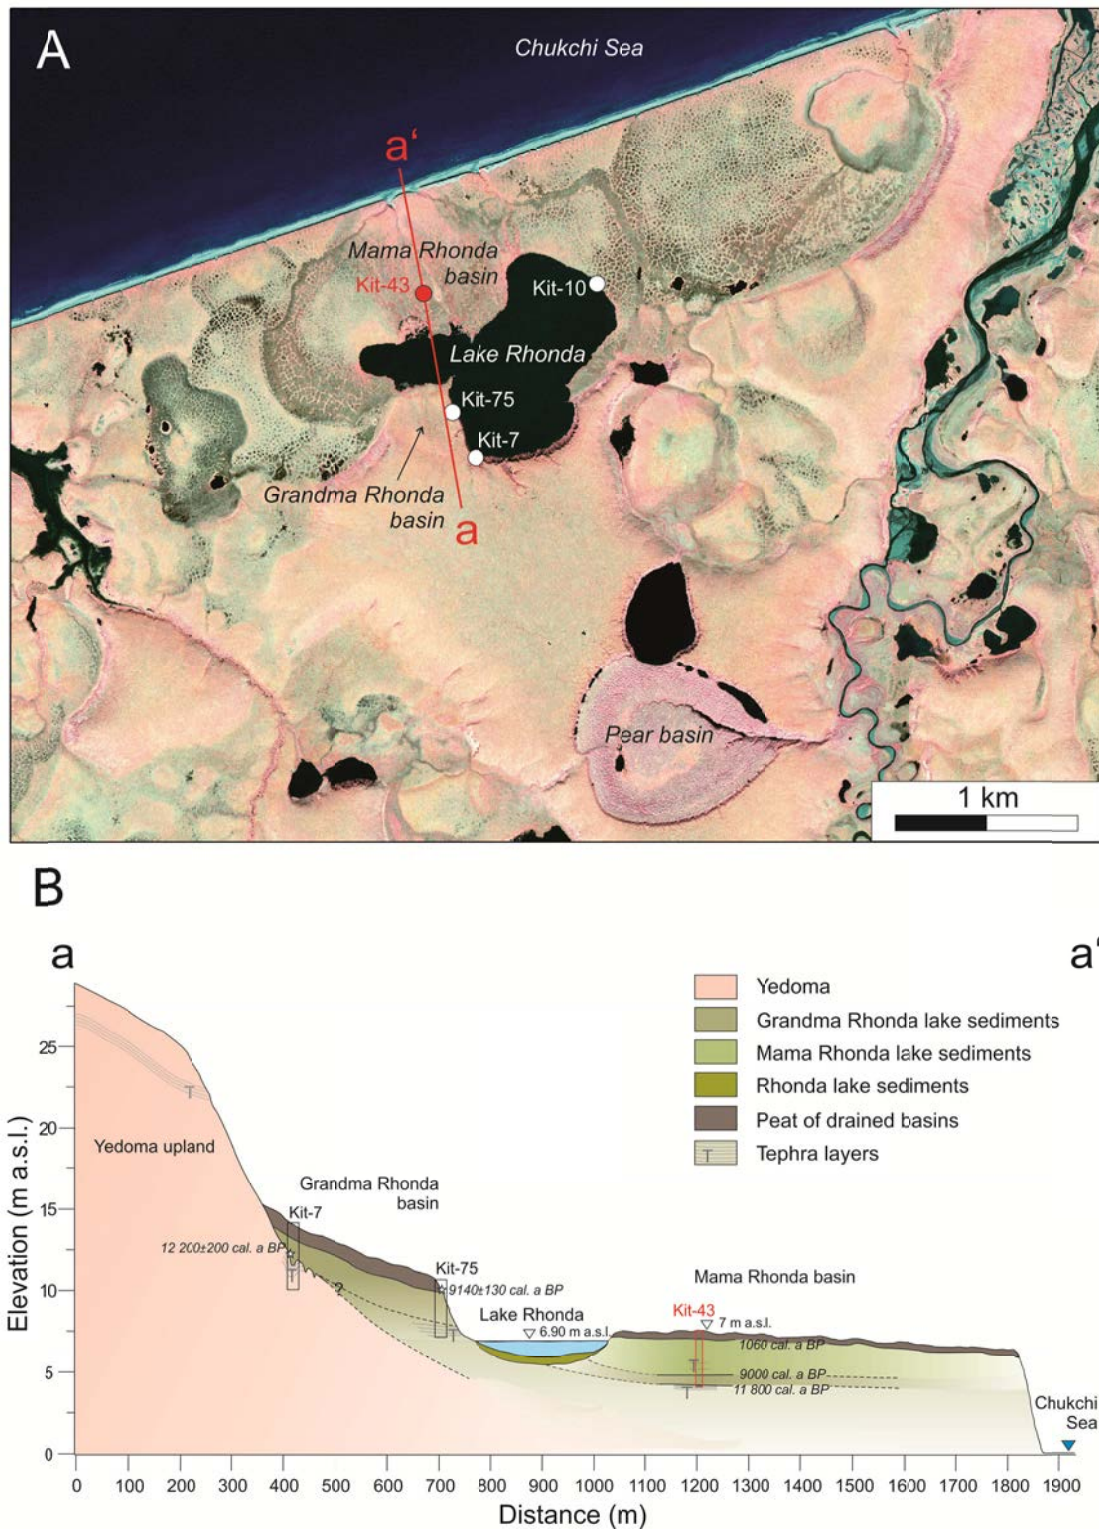 A
Chukchi Sea
a‘
Mama Rhonda
basin
Kit-43
Kit-10
Lake Rhonda
Kit-75
Kit-7
Grandma Rhonda
basin
a
Pear basin
1 km
B
a
a‘
Yedoma
Grandma Rhonda lake sediments
Mama Rhonda lake sediments
Rhonda lake sediments
Peat of drained basins
T Tephra layers
Elevation (m a.s.l.)
25
20
15
10
5
0
T
Yedoma upland
Grandma Rhonda
basin
Kit-7
12 200±200 cal. a BP
T
?
Kit-75
9140±130 cal. a BP
T
Lake Rhonda
6.90 m a.s.l.
Mama Rhonda basin
Kit-43
7 m a.s.l.
1060 cal. a BP
T
9000 cal. a BP
11 800 cal. a BP
T
Chukchi
Sea
0 100 200 300 400 500 600 700 800 900 1000 1100 1200 1300 1400 1500 1600 1700 1800 1900
Distance (m)